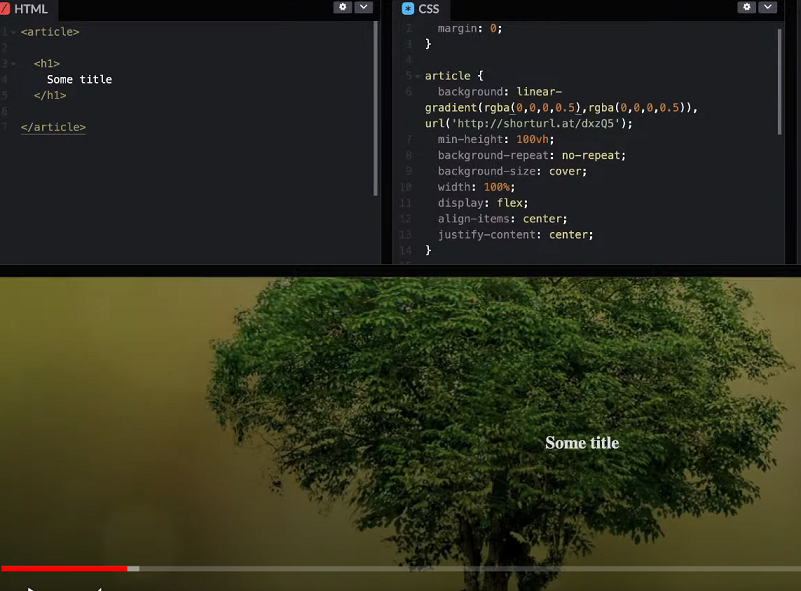 HTML
1 <article>
2
3 <h1>
4 Some title
5 </h1>
6
7 </article>
CSS
2 margin: 0;
3 }
4
5 article {
6 background: linear-
gradient(rgba(0,0,0,0.5),rgba(0,0,0,0.5)),
url('http://shorturl.at/dxzQ5');
7 min-height: 100vh;
8 background-repeat: no-repeat;
9 background-size: cover;
10 width: 100%;
11 display: flex;
12 align-items: center;
13 justify-content: center;
14 }
Some title